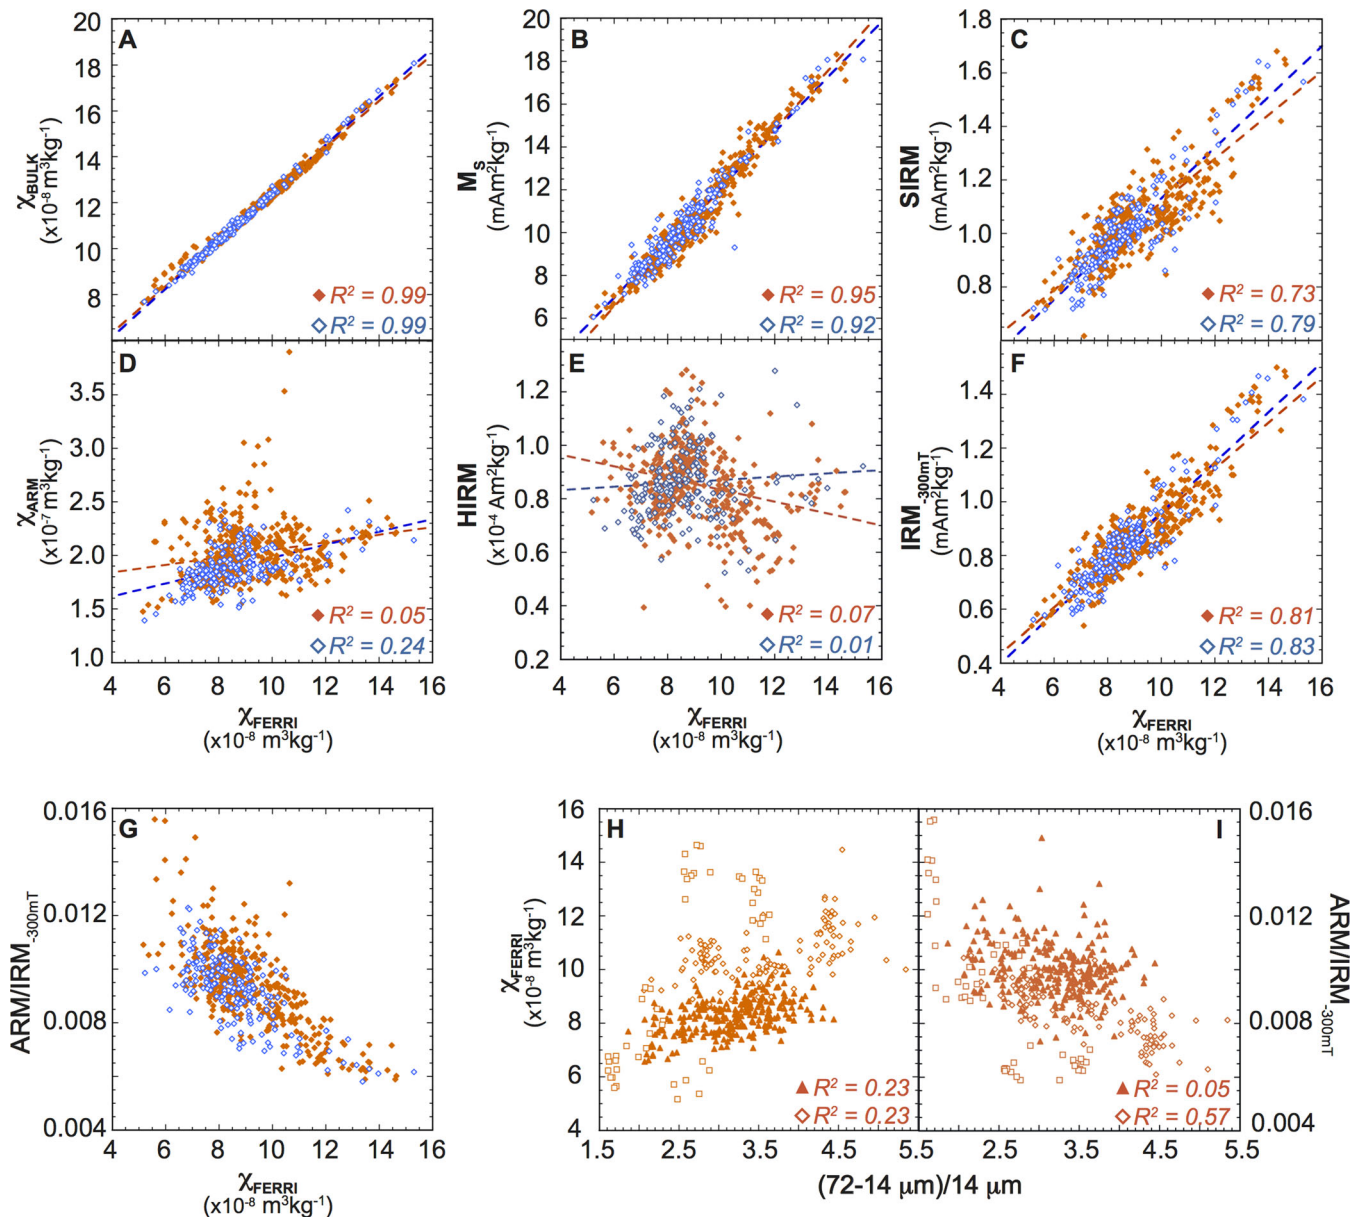 A
20
18
16
14
12
10
8
χBULK
(x10-8 m3kg-1)
R2 = 0.99
R2 = 0.99
B
20
18
16
14
12
10
8
6
MS
(mAm2kg-1)
R2 = 0.95
R2 = 0.92
C
1.8
1.6
1.4
1.2
1.0
0.8
SIRM
(mAm2kg-1)
R2 = 0.73
R2 = 0.79
D
3.5
3.0
2.5
2.0
1.5
1.0
χARM
(x10-7 m3kg-1)
R2 = 0.05
R2 = 0.24
4 6 8 10 12 14 16
χFERRI
(x10-8 m3kg-1)
E
1.2
1.0
0.8
0.6
0.4
0.2
HIRM
(x10-4 Am2kg-1)
R2 = 0.07
R2 = 0.01
4 6 8 10 12 14 16
χFERRI
(x10-8 m3kg-1)
F
1.4
1.2
1.0
0.8
0.6
0.4
IRM-300mT
(mAm2kg-1)
R2 = 0.81
R2 = 0.83
4 6 8 10 12 14 16
χFERRI
(x10-8 m3kg-1)
G
0.016
0.012
0.008
0.004
ARM/IRM-300mT
4 6 8 10 12 14 16
χFERRI
(x10-8 m3kg-1)
H
16
14
12
10
8
6
4
χFERRI
(x10-8 m3kg-1)
R2 = 0.23
R2 = 0.23
1.5 2.5 3.5 4.5 5.5
I
0.016
0.012
0.008
0.004
ARM/IRM-300mT
R2 = 0.05
R2 = 0.57
2.5 3.5 4.5 5.5
(72-14 μm)/14 μm